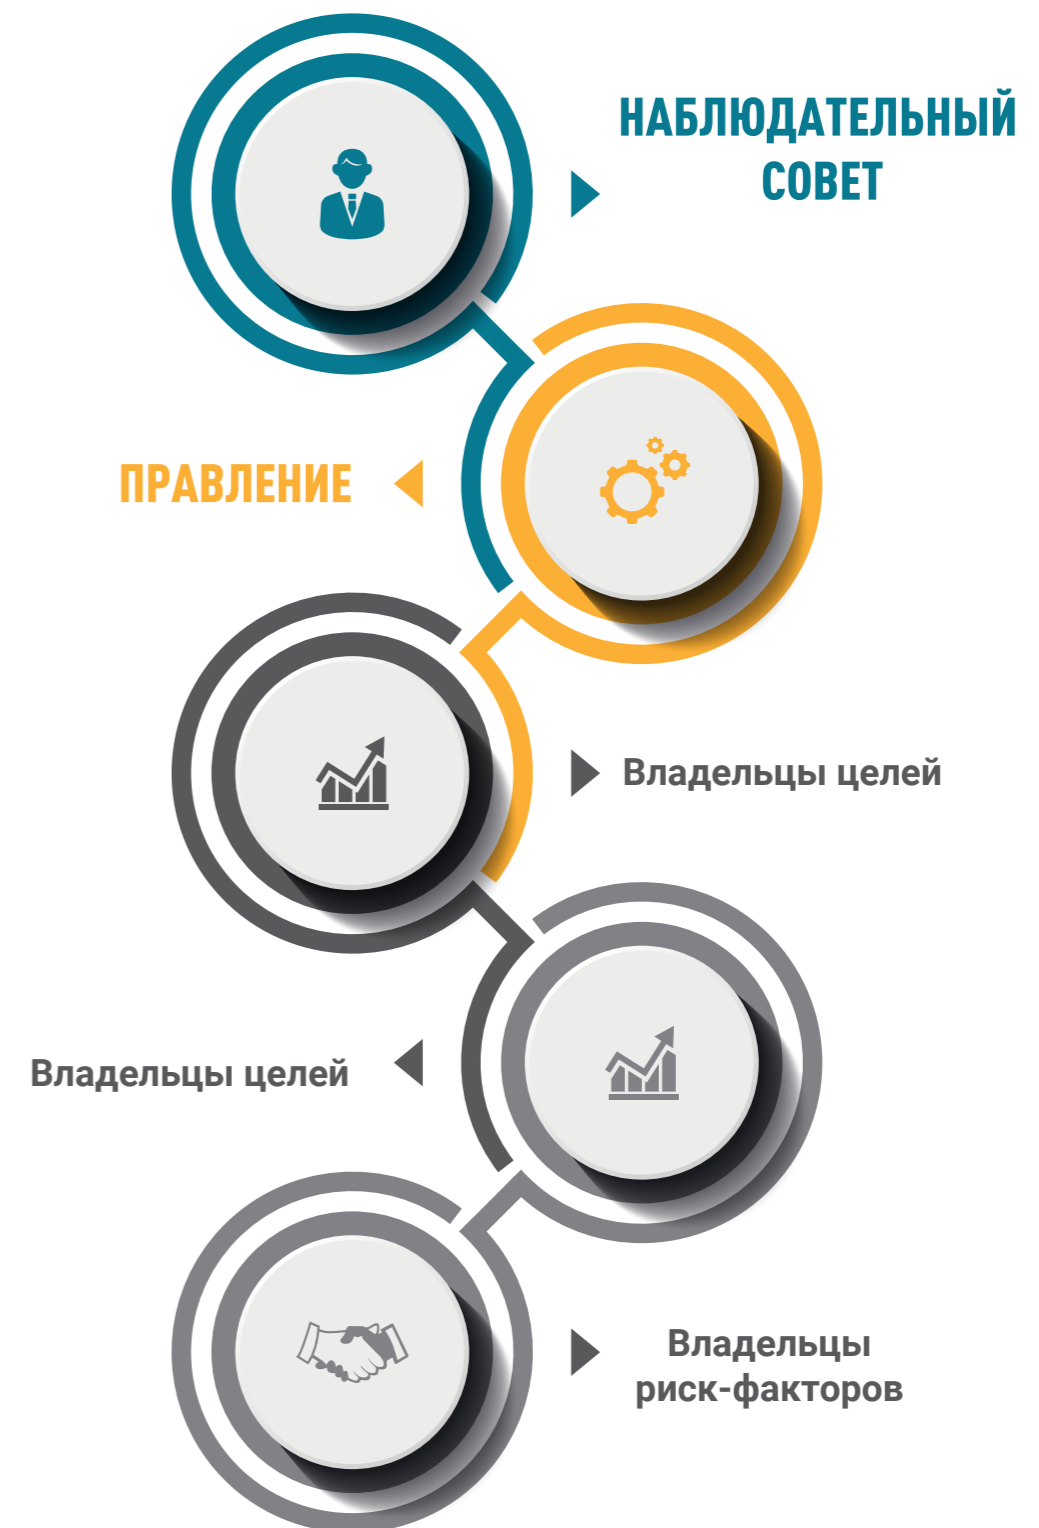 НАБЛЮДАТЕЛЬНЫЙ
СОВЕТ
ПРАВЛЕНИЕ
Владельцы целей
Владельцы целей
Владельцы
риск-факторов